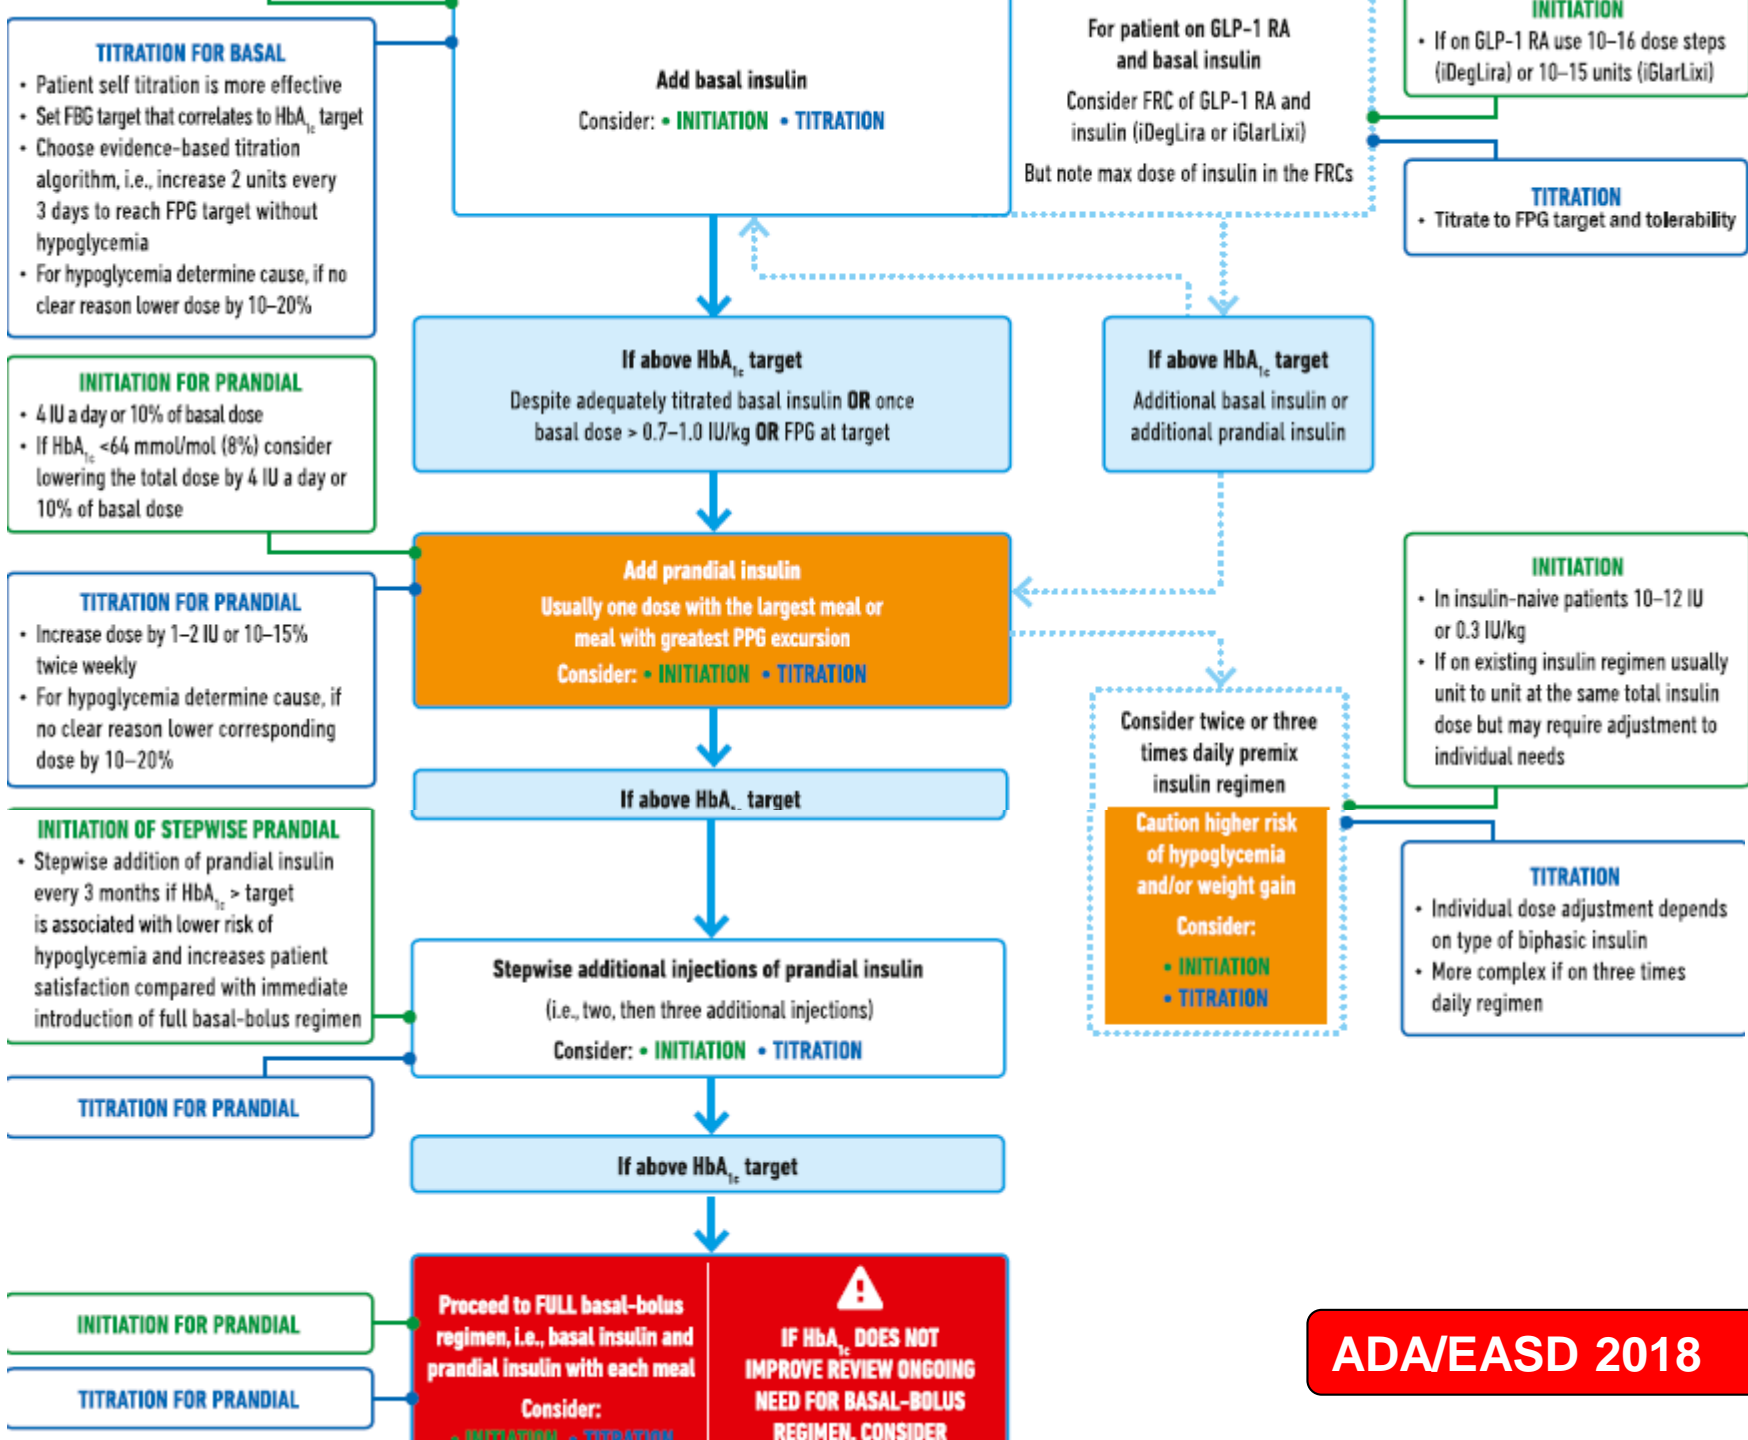 TITRATION FOR BASAL
• Patient self titration is more effective
• Set FBG target that correlates to HbA1c target
• Choose evidence-based titration
algorithm, i.e., increase 2 units every
3 days to reach FPG target without
hypoglycemia
• For hypoglycemia determine cause, if no
clear reason lower dose by 10–20%
Add basal insulin
Consider: • INITIATION • TITRATION
For patient on GLP-1 RA
and basal insulin
Consider FRC of GLP-1 RA and
insulin (iDegLira or iGlarLixi)
But note max dose of insulin in the FRCs
INITIATION
• If on GLP-1 RA use 10–16 dose steps
(iDegLira) or 10–15 units (iGlarLixi)
TITRATION
• Titrate to FPG target and tolerability
If above HbA1c target
Despite adequately titrated basal insulin OR once
basal dose > 0.7–1.0 IU/kg OR FPG at target
If above HbA1c target
Additional basal insulin or
additional prandial insulin
INITIATION FOR PRANDIAL
• 4 IU a day or 10% of basal dose
• If HbA1c <64 mmol/mol (8%) consider
lowering the total dose by 4 IU a day or
10% of basal dose
Add prandial insulin
Usually one dose with the largest meal or
meal with greatest PPG excursion
Consider: • INITIATION • TITRATION
TITRATION FOR PRANDIAL
• Increase dose by 1–2 IU or 10–15%
twice weekly
• For hypoglycemia determine cause, if
no clear reason lower corresponding
dose by 10–20%
INITIATION
• In insulin-naive patients 10–12 IU
or 0.3 IU/kg
• If on existing insulin regimen usually
unit to unit at the same total insulin
dose but may require adjustment to
individual needs
Consider twice or three
times daily premix
insulin regimen
Caution higher risk
of hypoglycemia
and/or weight gain
Consider:
• INITIATION
• TITRATION
TITRATION
• Individual dose adjustment depends
on type of biphasic insulin
• More complex if on three times
daily regimen
If above HbA1c target
INITIATION OF STEPWISE PRANDIAL
• Stepwise addition of prandial insulin
every 3 months if HbA1c > target
is associated with lower risk of
hypoglycemia and increases patient
satisfaction compared with immediate
introduction of full basal-bolus regimen
Stepwise additional injections of prandial insulin
(i.e., two, then three additional injections)
Consider: • INITIATION • TITRATION
TITRATION FOR PRANDIAL
If above HbA1c target
INITIATION FOR PRANDIAL
TITRATION FOR PRANDIAL
Proceed to FULL basal-bolus
regimen, i.e., basal insulin and
prandial insulin with each meal
Consider:
• INITIATION • TITRATION
IF HbA1c DOES NOT
IMPROVE REVIEW ONGOING
NEED FOR BASAL-BOLUS
REGIMEN. CONSIDER
ADA/EASD 2018